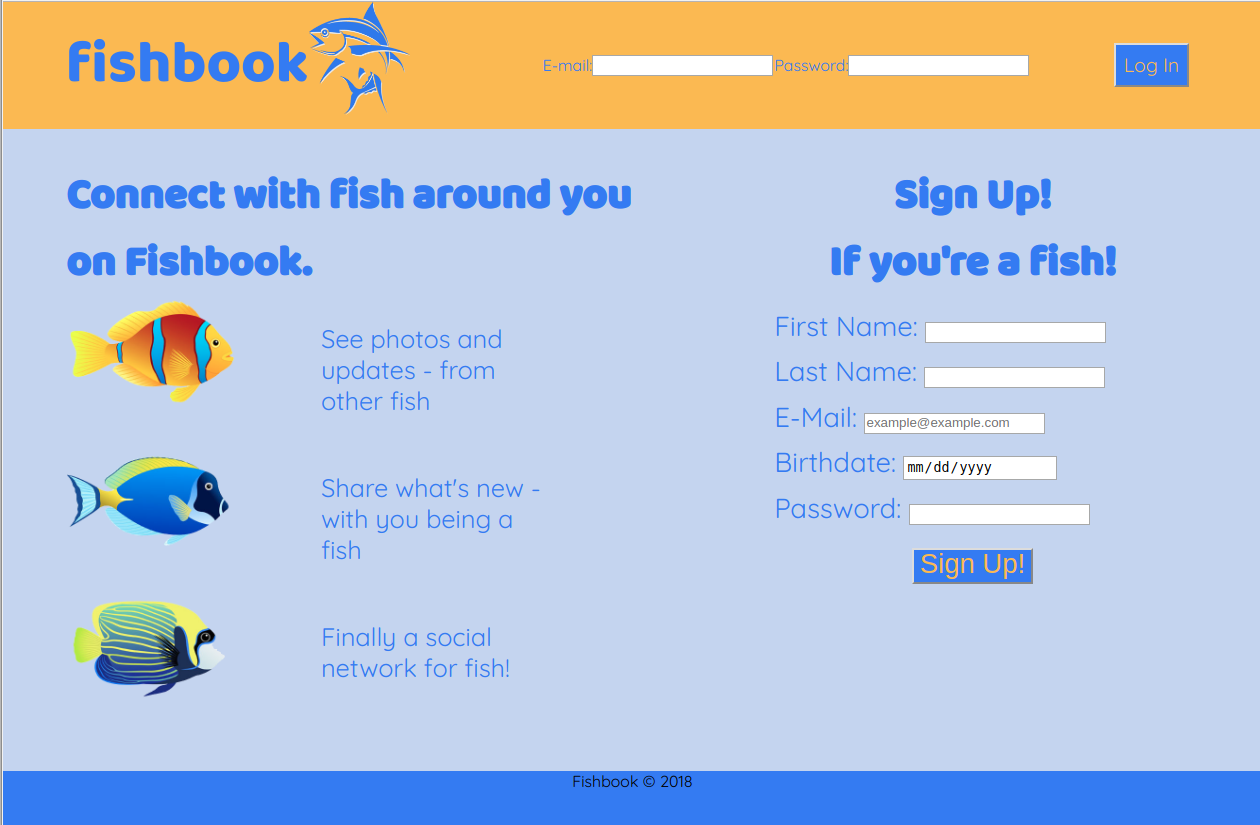 fishbook
E-mail: Password: Log In
Connect with fish around you
on Fishbook.
See photos and
updates - from
other fish
Share what's new -
with you being a
fish
Finally a social
network for fish!
Sign Up!
If you're a fish!
First Name:
Last Name:
E-Mail: example@example.com
Birthdate: mm/dd/yyyy
Password:
Sign Up!
Fishbook © 2018